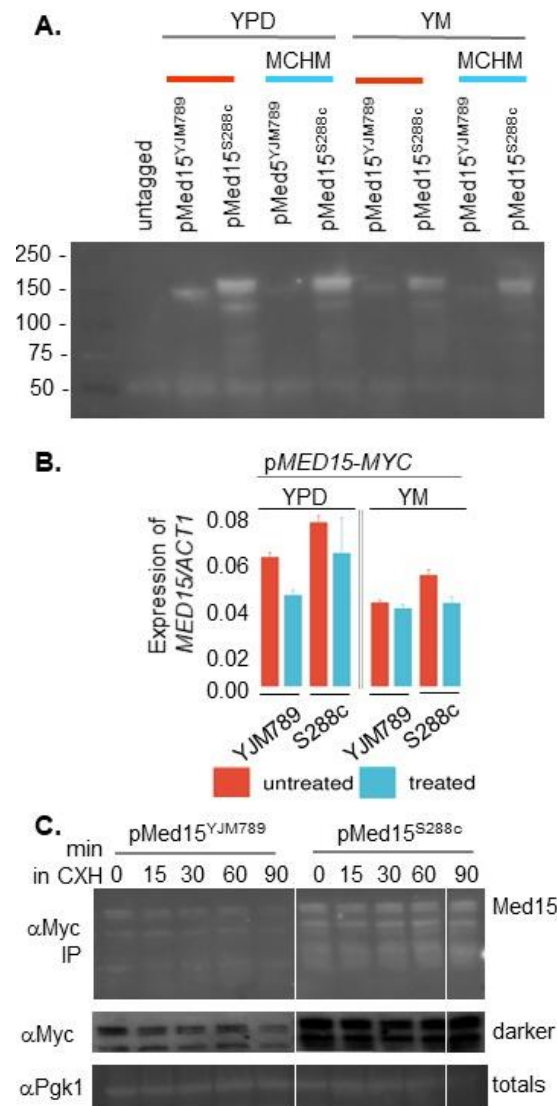 A.
YPD YM
MCHM MCHM
untagged pMed15YJM789 pMed15S288c pMed5YJM789 pMed15S288c pMed15YJM789 pMed15S288c pMed15YJM789 pMed15S288c
250 -
150 -
100 -
75 -
50 -
B.
pMED15-MYC
YPD YM
Expression of
MED15/ACT1
0.08
0.06
0.04
0.02
0.00
YJM789 S288c YJM789 S288c
untreated treated
C.
pMed15YJM789 pMed15S288c
min
in CXH 0 15 30 60 90 0 15 30 60 90
αMyc
IP
Med15
αMyc darker
αPgk1 totals